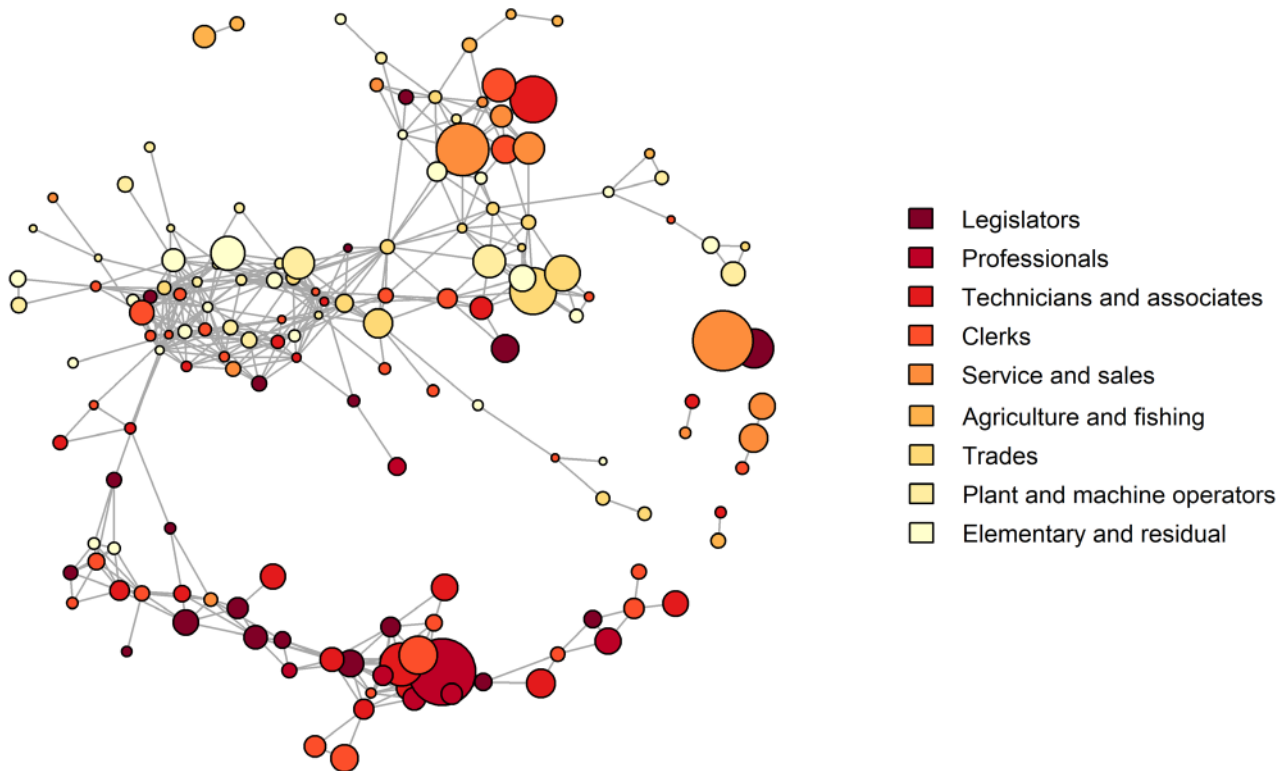 Legislators
Professionals
Technicians and associates
Clerks
Service and sales
Agriculture and fishing
Trades
Plant and machine operators
Elementary and residual